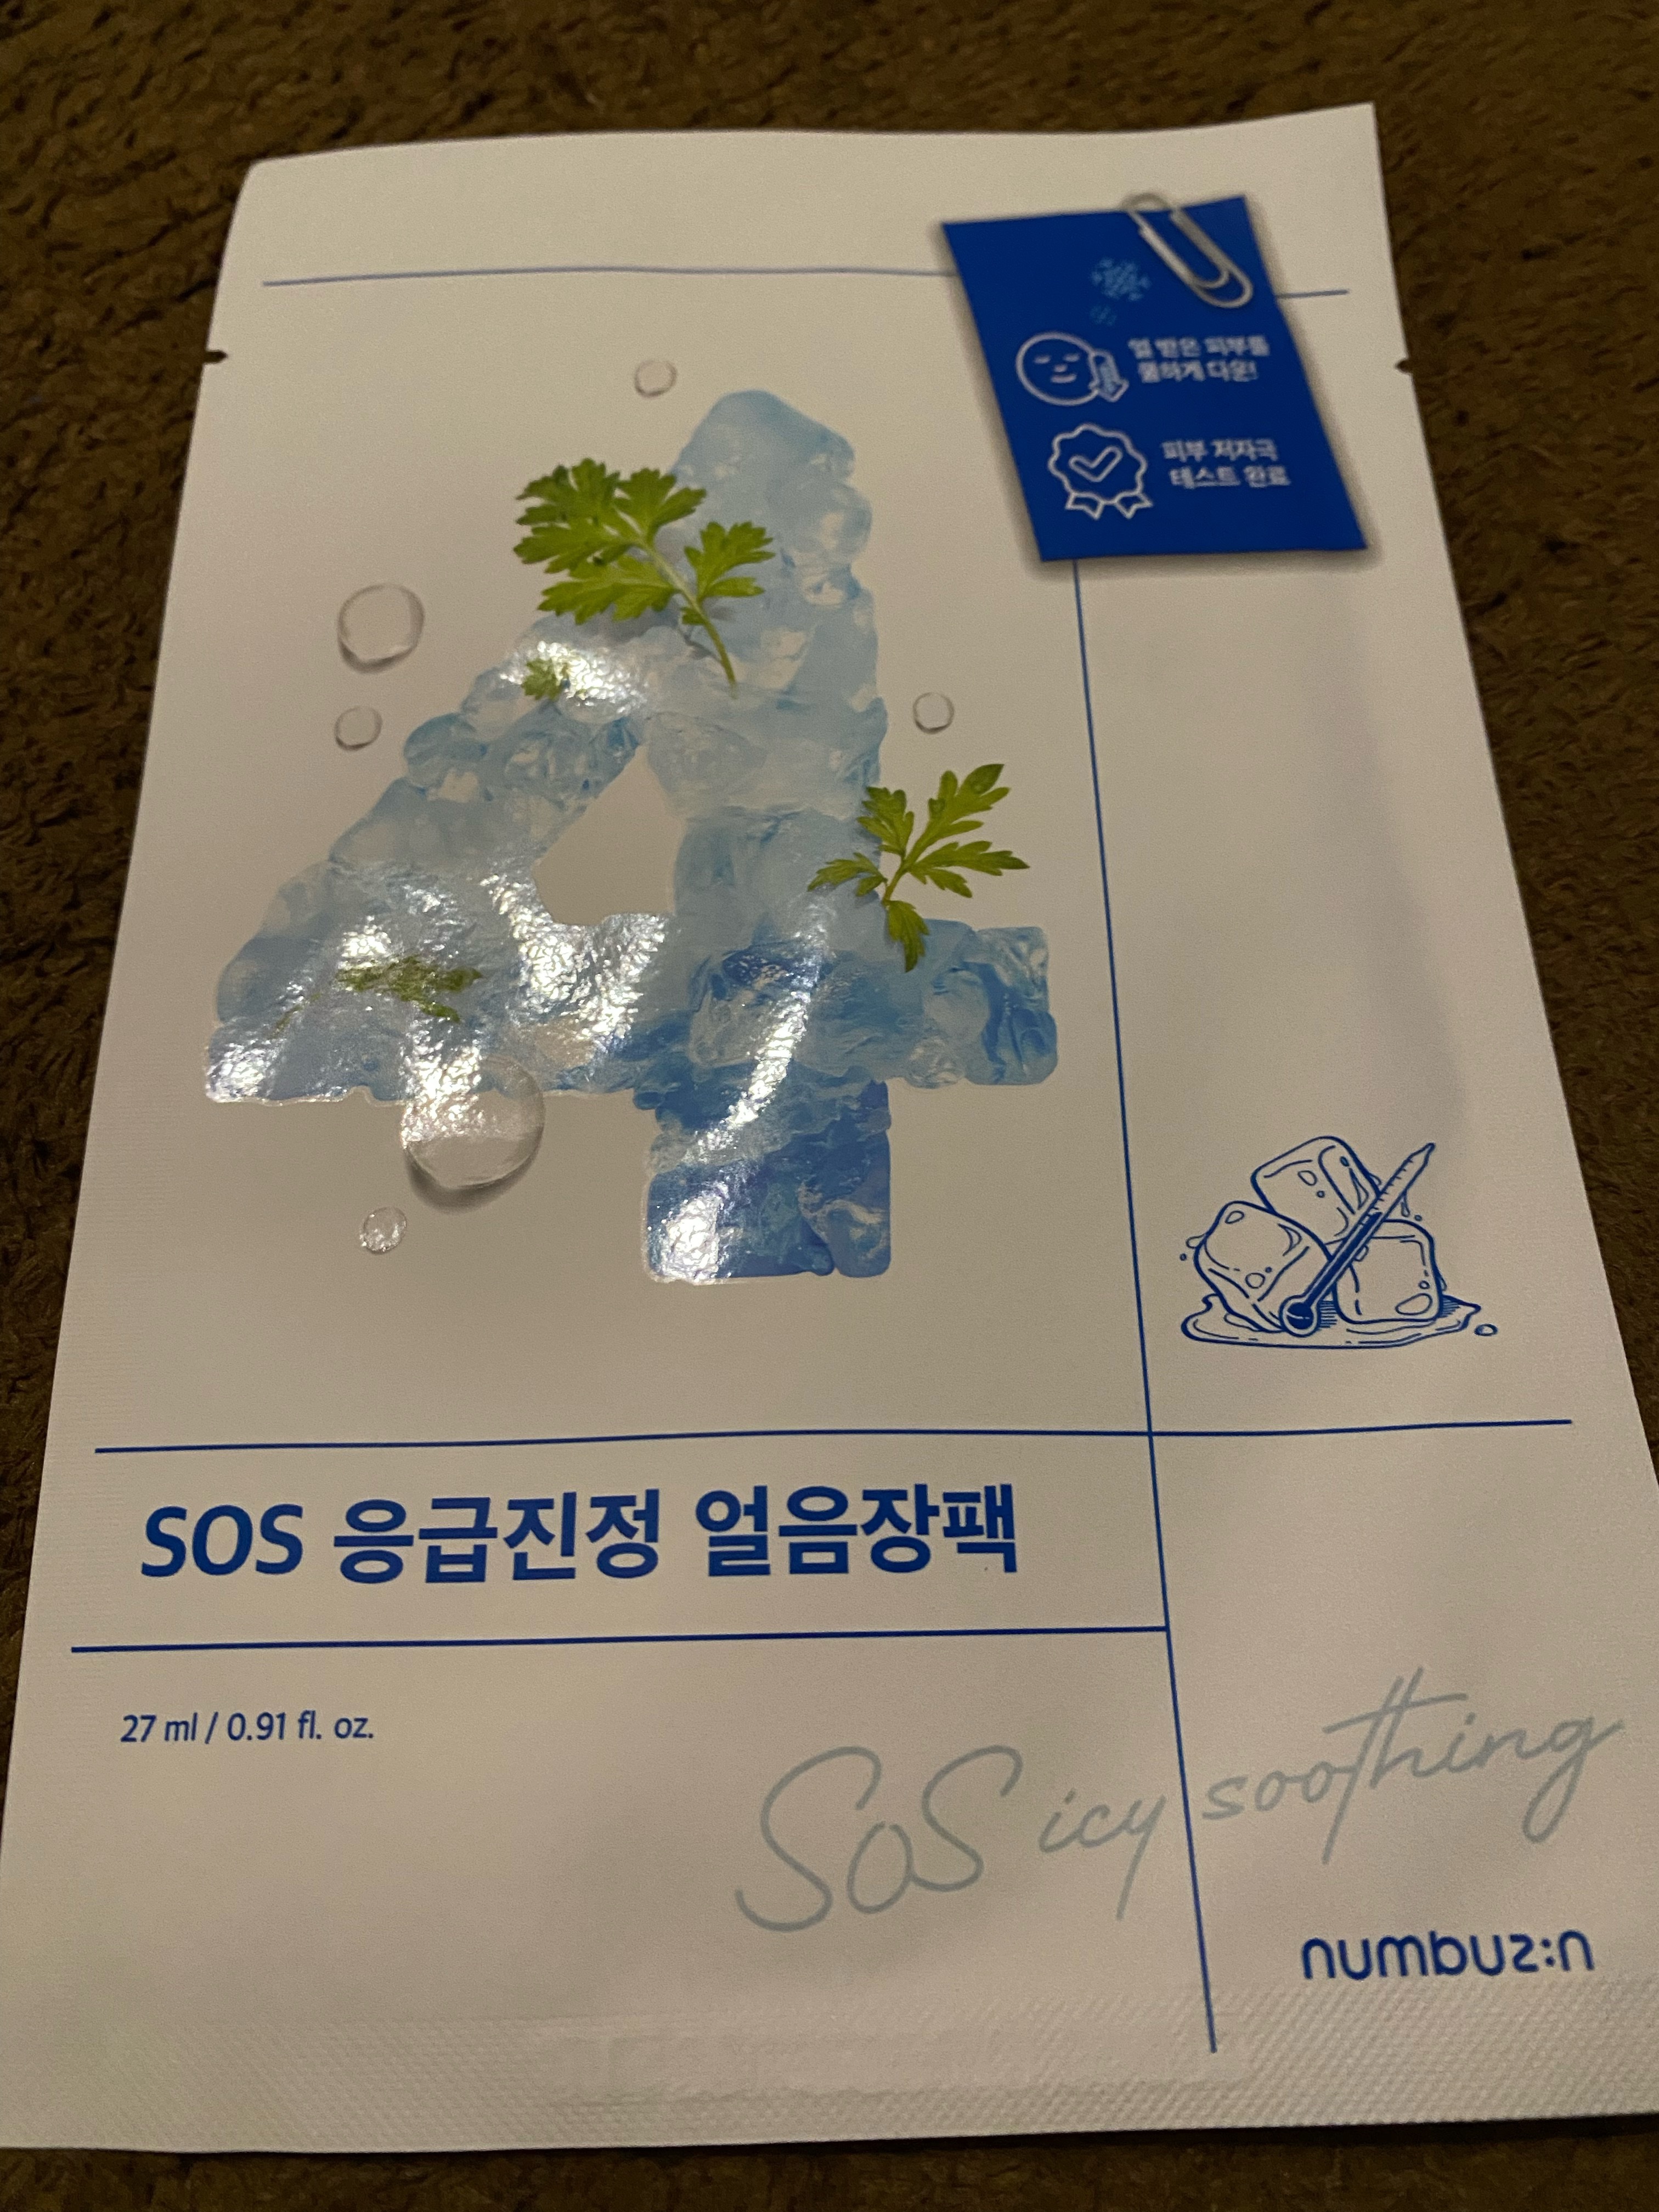 열 받은 피부를
쿨하게 다운!
피부 저자극
테스트 완료
4
SOS 응급진정 얼음장팩
27 ml / 0.91 fl. oz.
SoS icy soothing
numbuz:n